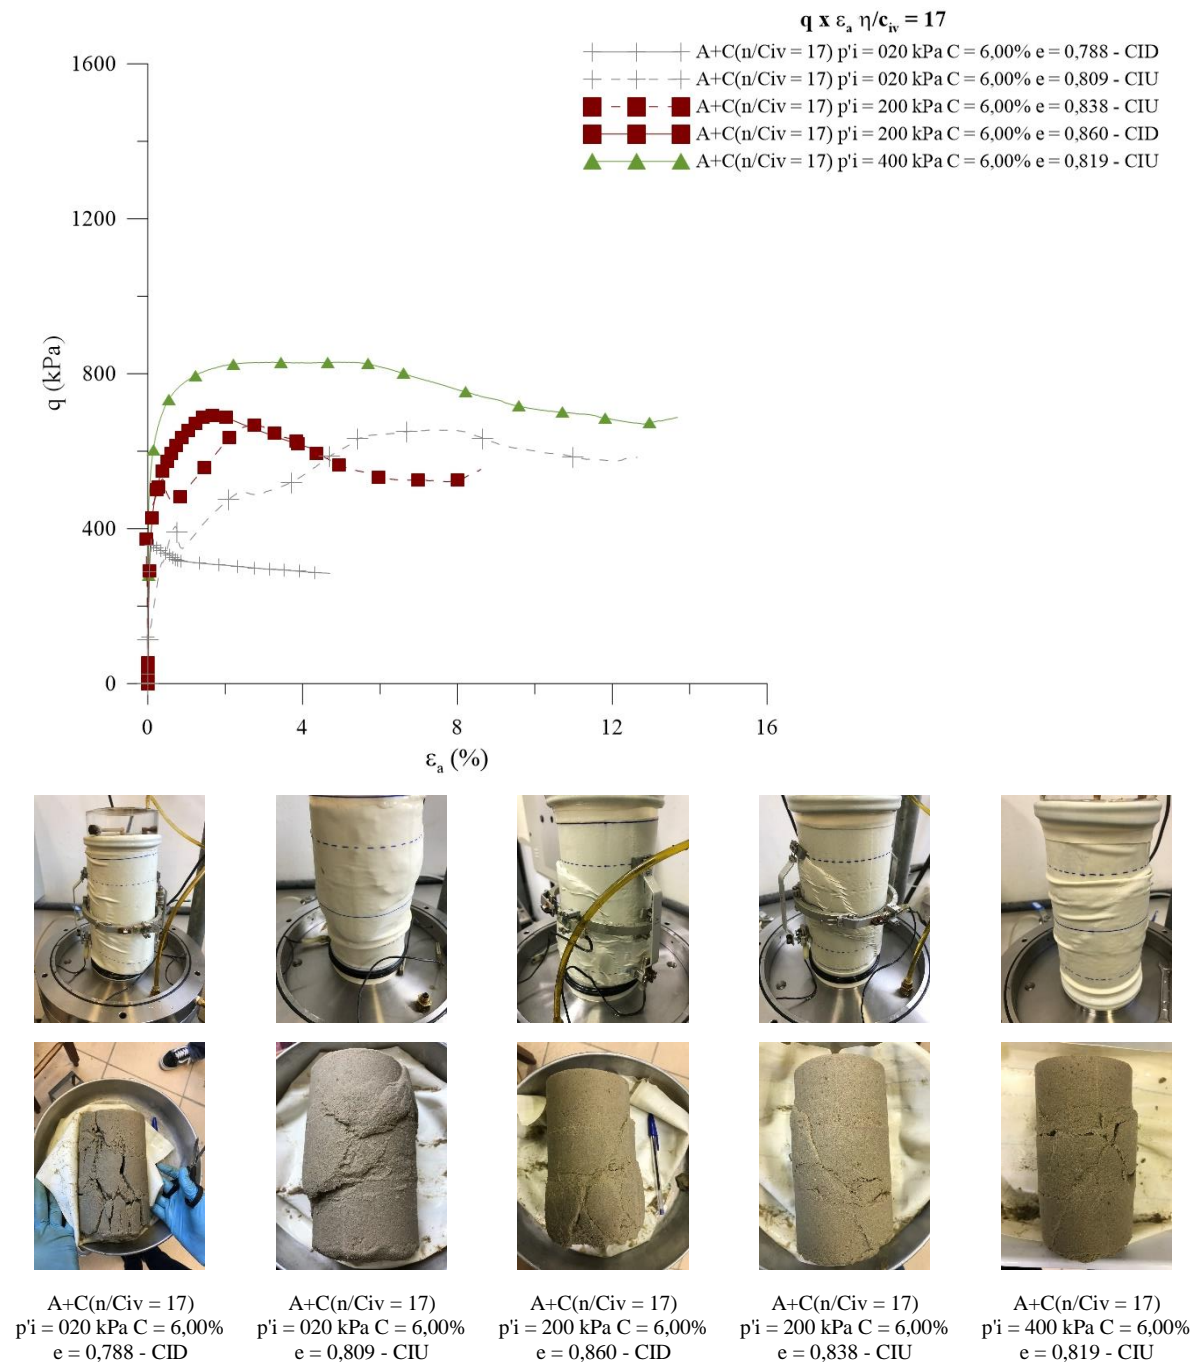 q x εₐ η/cᵢᵥ = 17
A+C(n/Civ = 17) p'i = 020 kPa C = 6,00% e = 0,788 - CID
A+C(n/Civ = 17) p'i = 020 kPa C = 6,00% e = 0,809 - CIU
A+C(n/Civ = 17) p'i = 200 kPa C = 6,00% e = 0,838 - CIU
A+C(n/Civ = 17) p'i = 200 kPa C = 6,00% e = 0,860 - CID
A+C(n/Civ = 17) p'i = 400 kPa C = 6,00% e = 0,819 - CIU
1600
1200
800
400
0
q (kPa)
0 4 8 12 16
εₐ (%)
A+C(n/Civ = 17)
p'i = 020 kPa C = 6,00%
e = 0,788 - CID
A+C(n/Civ = 17)
p'i = 020 kPa C = 6,00%
e = 0,809 - CIU
A+C(n/Civ = 17)
p'i = 200 kPa C = 6,00%
e = 0,860 - CID
A+C(n/Civ = 17)
p'i = 200 kPa C = 6,00%
e = 0,838 - CIU
A+C(n/Civ = 17)
p'i = 400 kPa C = 6,00%
e = 0,819 - CIU